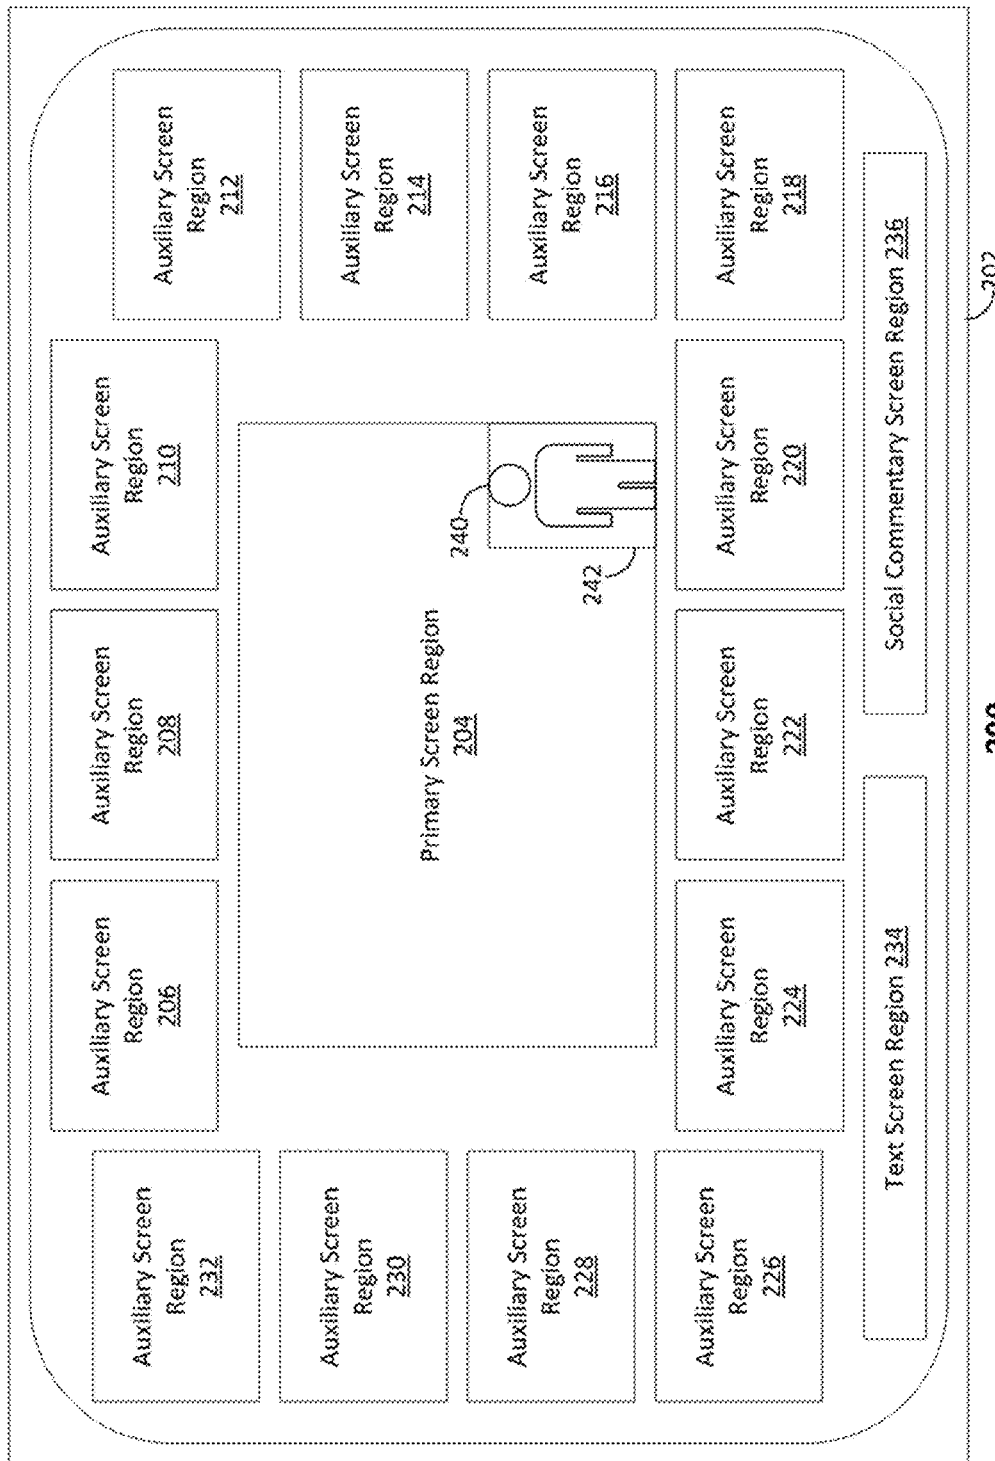 Auxiliary Screen
Region
232
Auxiliary Screen
Region
206
Auxiliary Screen
Region
208
Auxiliary Screen
Region
210
Auxiliary Screen
Region
212
Auxiliary Screen
Region
230
Auxiliary Screen
Region
214
Primary Screen Region
204
240
Auxiliary Screen
Region
228
Auxiliary Screen
Region
216
242
Auxiliary Screen
Region
226
Auxiliary Screen
Region
224
Auxiliary Screen
Region
222
Auxiliary Screen
Region
220
Auxiliary Screen
Region
218
Text Screen Region 234
Social Commentary Screen Region 236
202